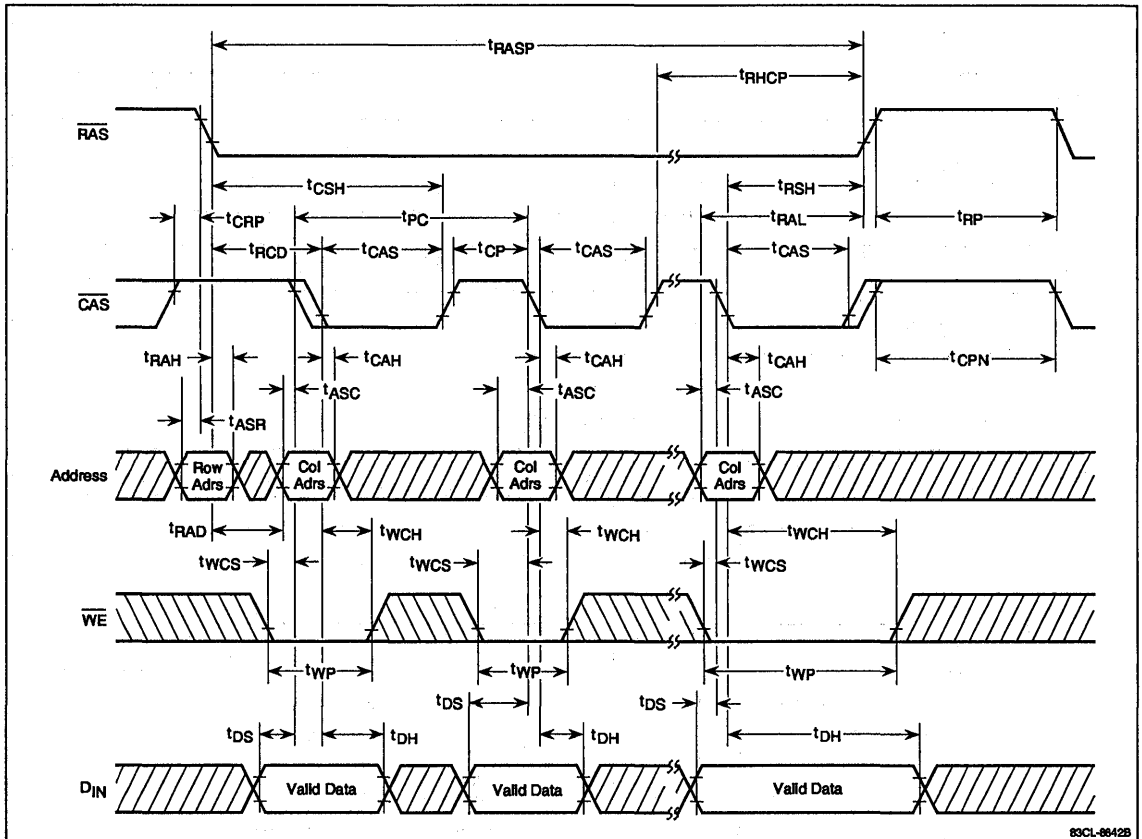 tRASP
tRHCP
RAS
tCSH
tRSH
tCRP
tPC
tRAL
tRP
tRCD
tCAS
tCP
tCAS
tCAS
CAS
tRAH
tCAH
tCAH
tCAH
tCPN
tASC
tASC
tASC
tASR
Address
Row Adrs
Col Adrs
Col Adrs
Col Adrs
tRAD
tWCH
tWCH
tWCH
tWCS
tWCS
tWCS
WE
tWP
tWP
tWP
tDS
tDS
tDS
tDH
tDH
tDH
DIN
Valid Data
Valid Data
Valid Data
83CL-8642B